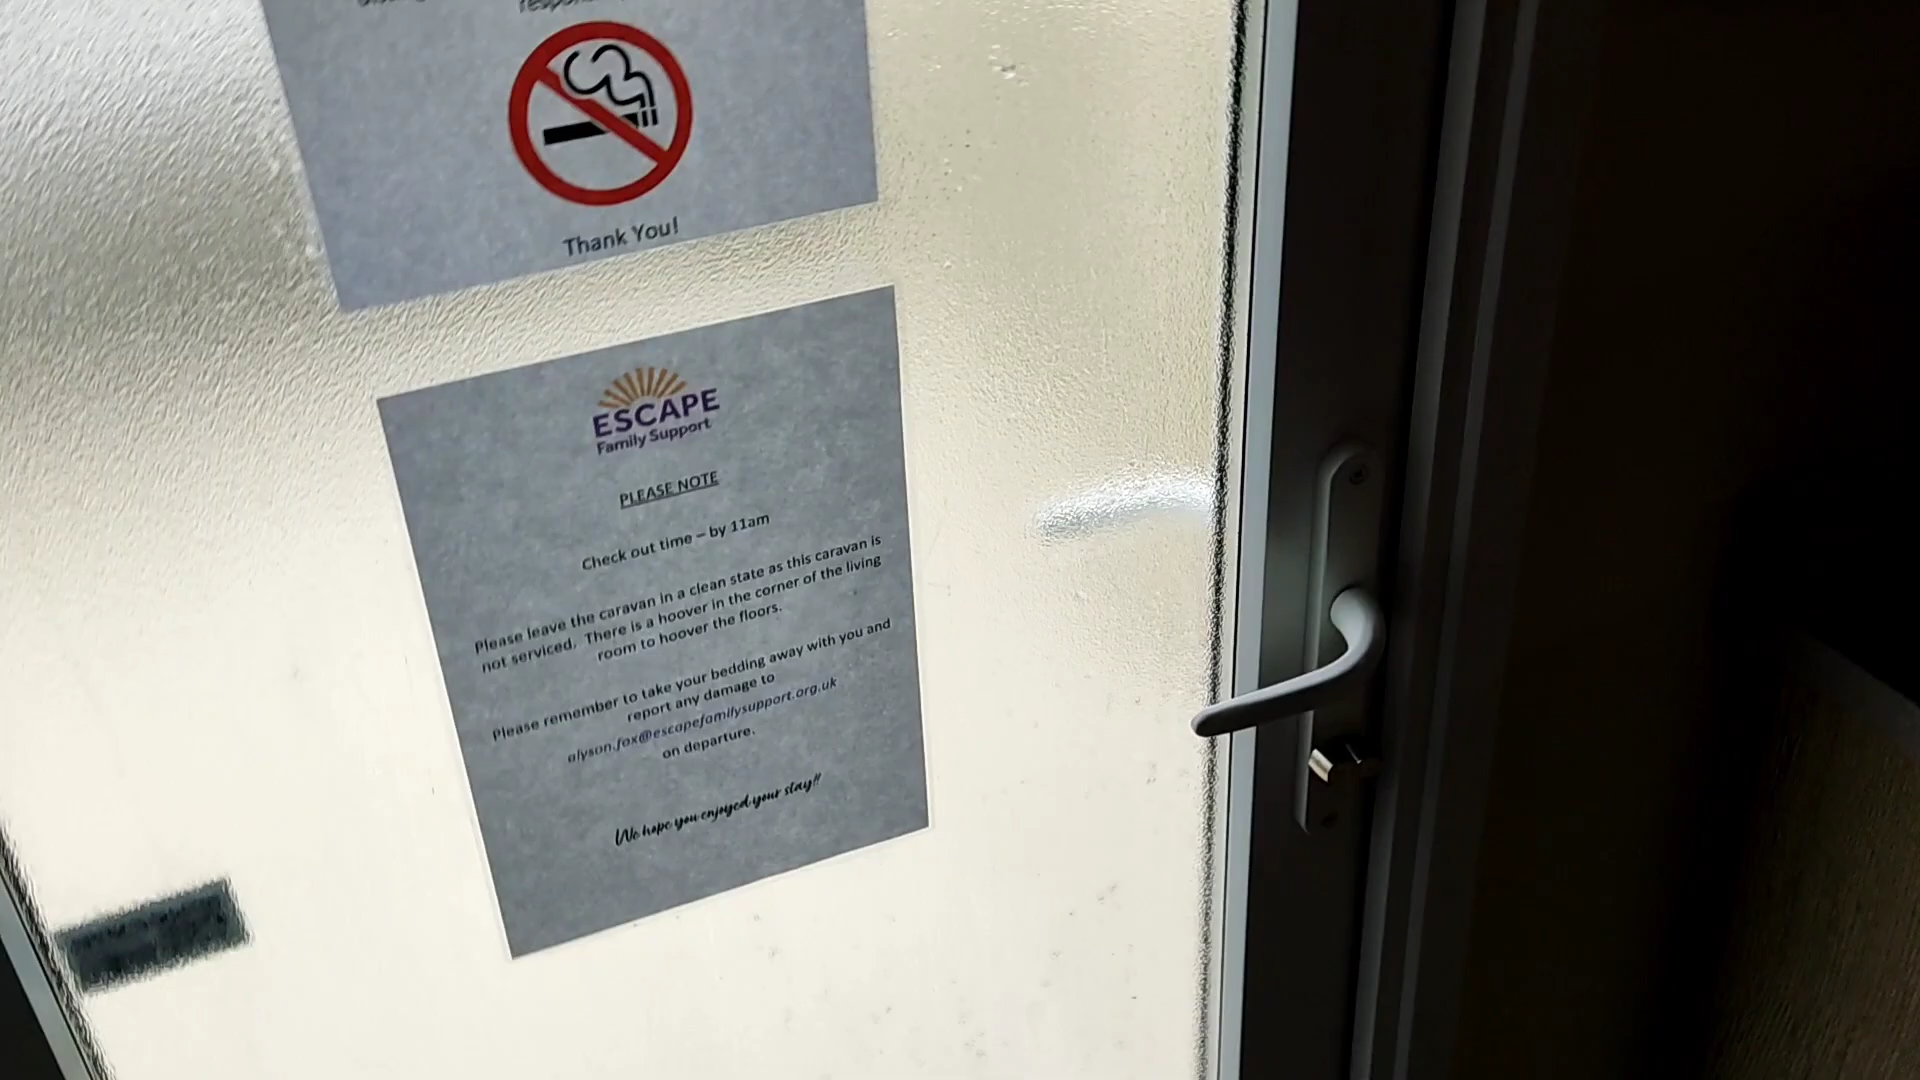 Thank You!
ESCAPE
Family Support
PLEASE NOTE
Check out time – by 11am
Please leave the caravan in a clean state as this caravan is
not serviced. There is a hoover in the corner of the living
room to hoover the floors.
Please remember to take your bedding away with you and
report any damage to
alyson.fox@escapefamilysupport.org.uk
on departure.
We hope you enjoyed your stay!!